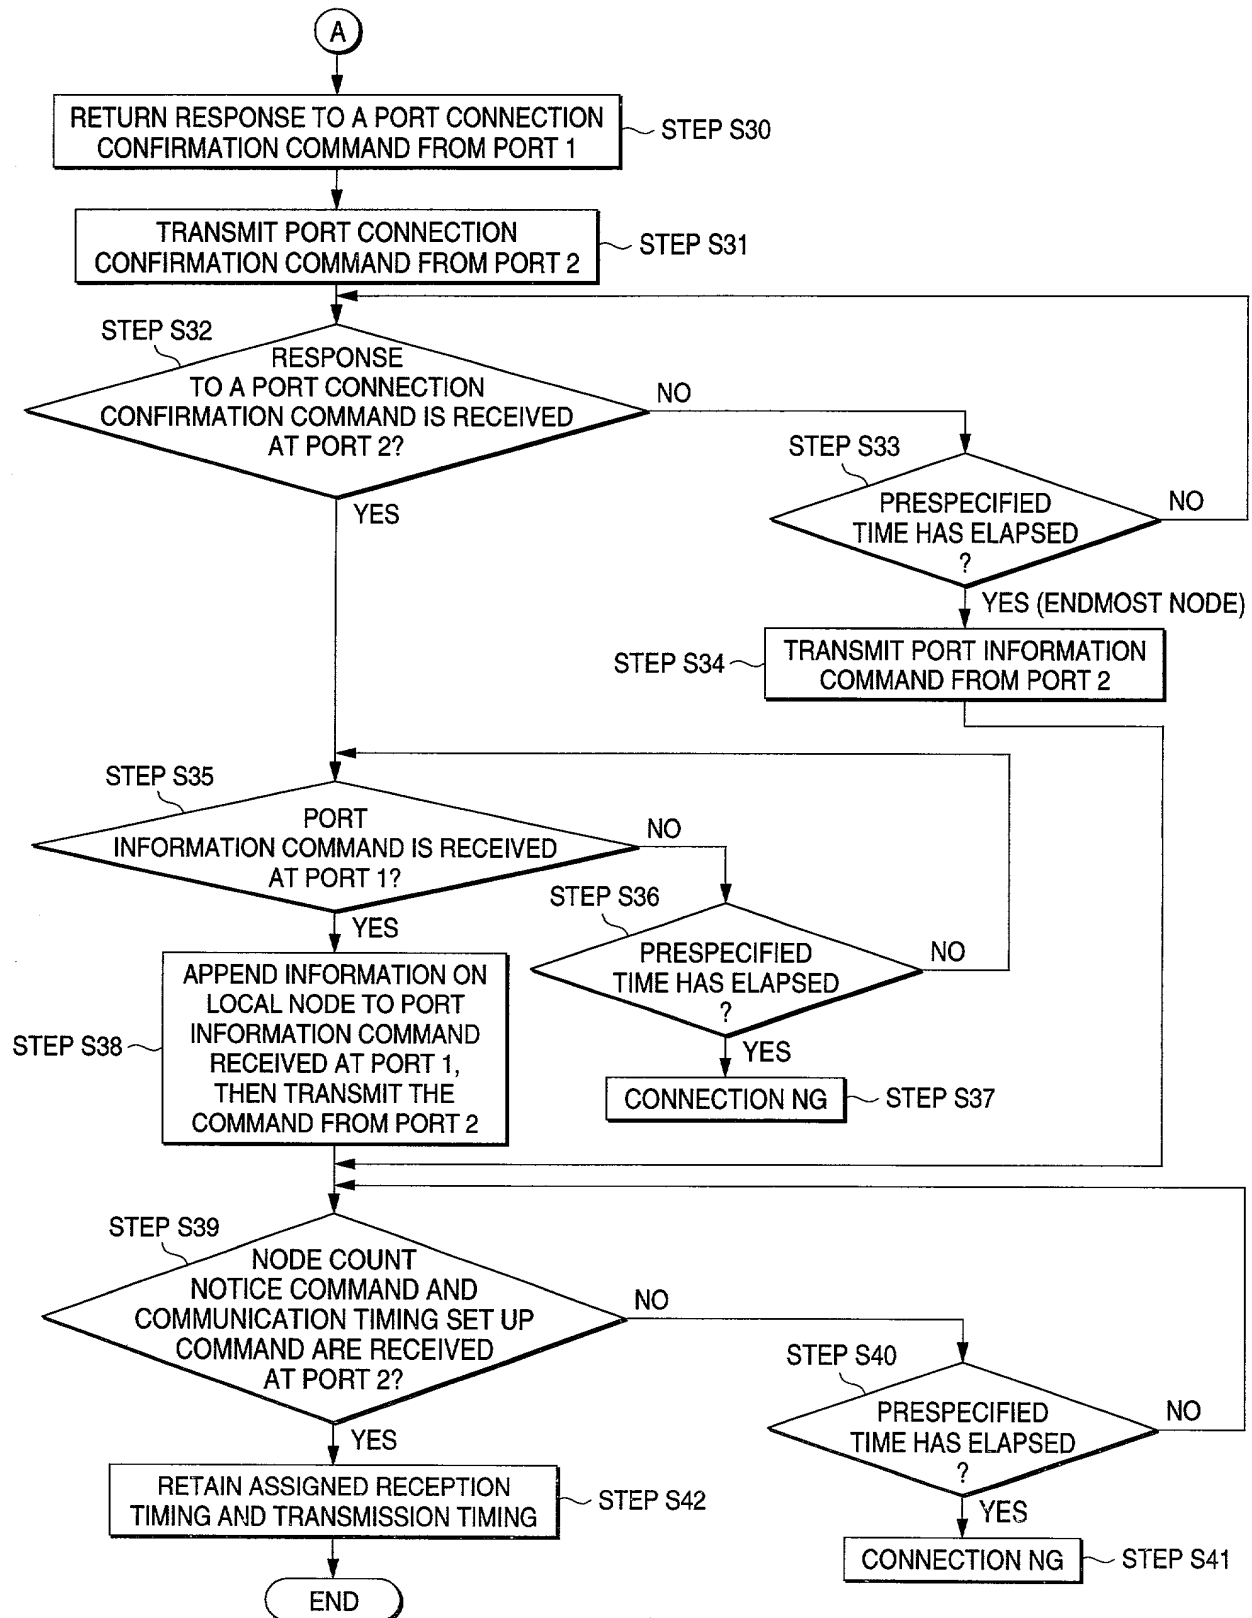 A
RETURN RESPONSE TO A PORT CONNECTION
CONFIRMATION COMMAND FROM PORT 1
STEP S30
TRANSMIT PORT CONNECTION
CONFIRMATION COMMAND FROM PORT 2
STEP S31
STEP S32
RESPONSE
TO A PORT CONNECTION
CONFIRMATION COMMAND IS RECEIVED
AT PORT 2?
NO
YES
STEP S33
PRESPECIFIED
TIME HAS ELAPSED
?
NO
YES (ENDMOST NODE)
STEP S34
TRANSMIT PORT INFORMATION
COMMAND FROM PORT 2
STEP S35
PORT
INFORMATION COMMAND IS RECEIVED
AT PORT 1?
NO
YES
STEP S36
PRESPECIFIED
TIME HAS ELAPSED
?
NO
YES
CONNECTION NG
STEP S37
STEP S38
APPEND INFORMATION ON
LOCAL NODE TO PORT
INFORMATION COMMAND
RECEIVED AT PORT 1,
THEN TRANSMIT THE
COMMAND FROM PORT 2
STEP S39
NODE COUNT
NOTICE COMMAND AND
COMMUNICATION TIMING SET UP
COMMAND ARE RECEIVED
AT PORT 2?
NO
YES
STEP S40
PRESPECIFIED
TIME HAS ELAPSED
?
NO
YES
CONNECTION NG
STEP S41
RETAIN ASSIGNED RECEPTION
TIMING AND TRANSMISSION TIMING
STEP S42
END